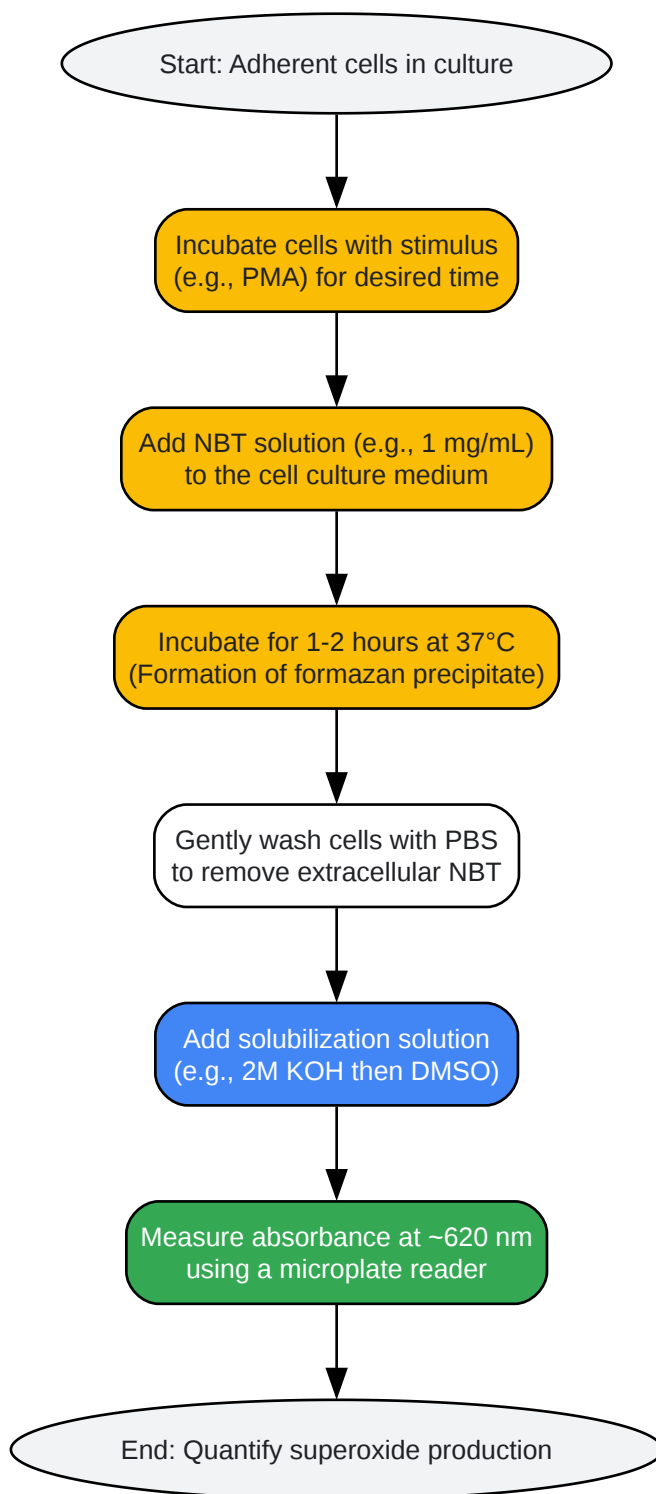 Start: Adherent cells in culture
Incubate cells with stimulus
(e.g., PMA) for desired time
Add NBT solution (e.g., 1 mg/mL)
to the cell culture medium
Incubate for 1-2 hours at 37°C
(Formation of formazan precipitate)
Gently wash cells with PBS
to remove extracellular NBT
Add solubilization solution
(e.g., 2M KOH then DMSO)
Measure absorbance at ~620 nm
using a microplate reader
End: Quantify superoxide production